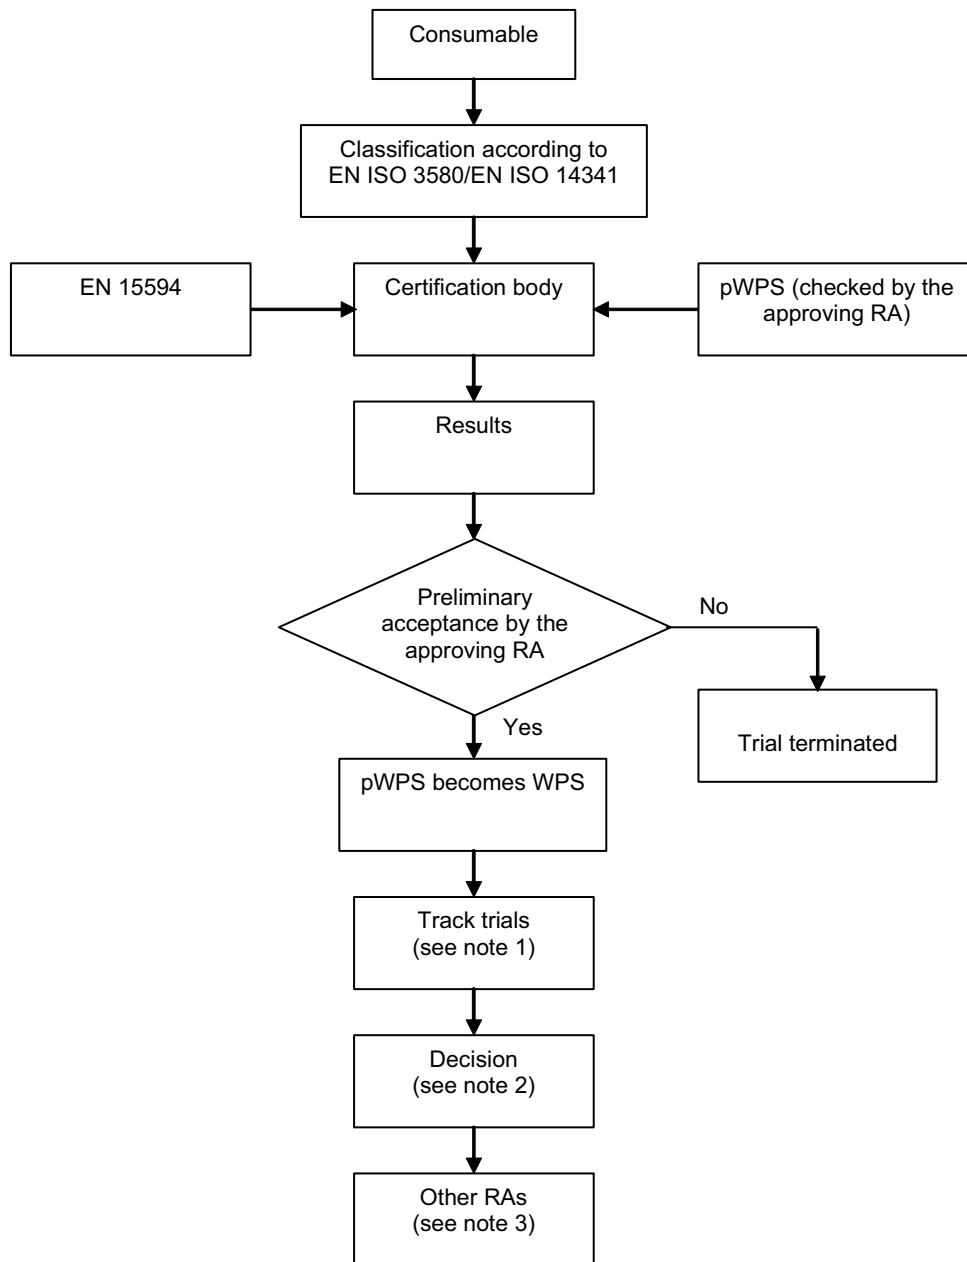 Consumable
Classification according to
EN ISO 3580/EN ISO 14341
EN 15594
Certification body
pWPS (checked by the
approving RA)
Results
Preliminary
acceptance by the
approving RA
No
Yes
Trial terminated
pWPS becomes WPS
Track trials
(see note 1)
Decision
(see note 2)
Other RAs
(see note 3)